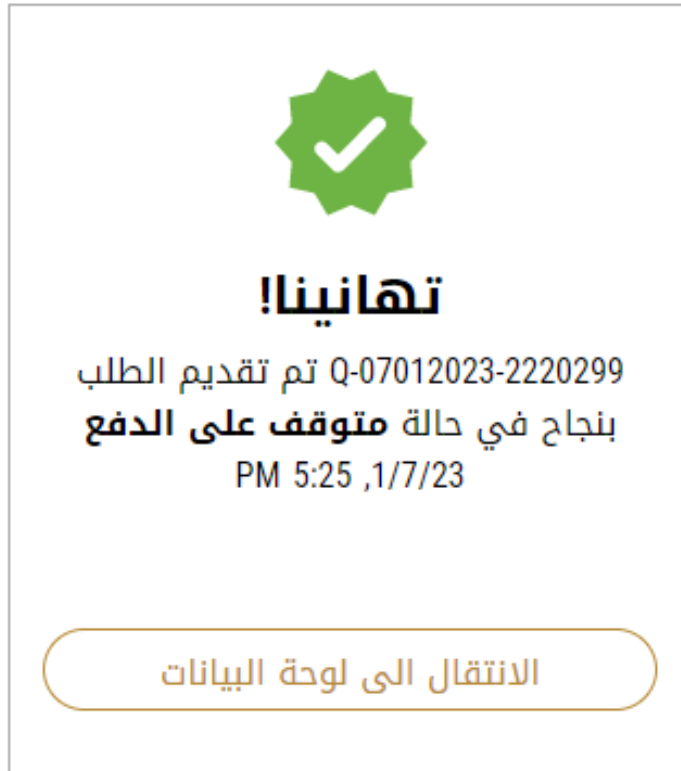 تهانينا!
Q-07012023-2220299 تم تقديم الطلب
بنجاح في حالة متوقف على الدفع
1/7/23, 5:25 PM
الانتقال الى لوحة البيانات